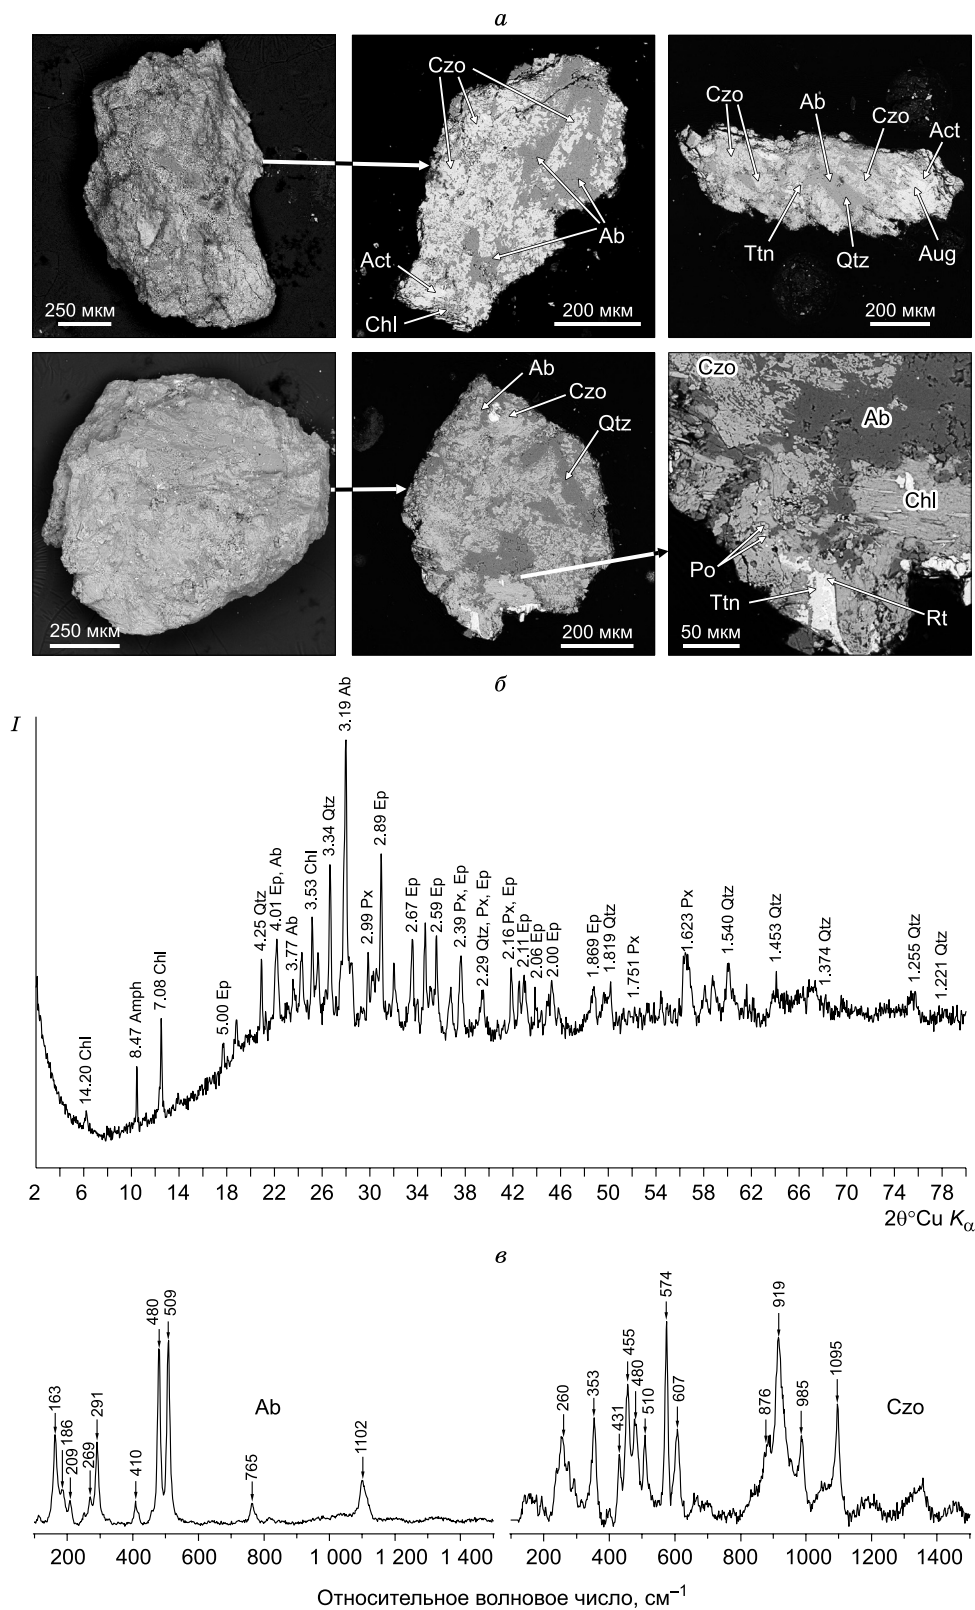 а
250 мкм
Czo
Ab
Act
Chl
200 мкм
Czo
Ab
Czo
Act
Ttn
Qtz
Aug
200 мкм
250 мкм
Ab
Czo
Qtz
200 мкм
Czo
Ab
Chl
Po
Ttn
Rt
50 мкм
б
I
14.20 Chl
8.47 Amph
7.08 Chl
5.00 Ep
4.25 Qtz
4.01 Ep, Ab
3.77 Ab
3.53 Chl
3.34 Qtz
3.19 Ab
2.99 Px
2.89 Ep
2.67 Ep
2.59 Ep
2.39 Px, Ep
2.29 Qtz, Px, Ep
2.16 Px, Ep
2.11 Ep
2.06 Ep
2.00 Ep
1.869 Ep
1.819 Qtz
1.751 Px
1.623 Px
1.540 Qtz
1.453 Qtz
1.374 Qtz
1.255 Qtz
1.221 Qtz
2 6 10 14 18 22 26 30 34 38 42 46 50 54 58 62 66 70 74 78
2θ°Cu Kα
в
163
186
209
269
291
410
480
509
765
1102
Ab
260
353
431
455
480
510
574
607
876
919
985
1095
Czo
200 400 600 800 1 000 1 200 1 400
200 400 600 800 1000 1200 1400
Относительное волновое число, см–1